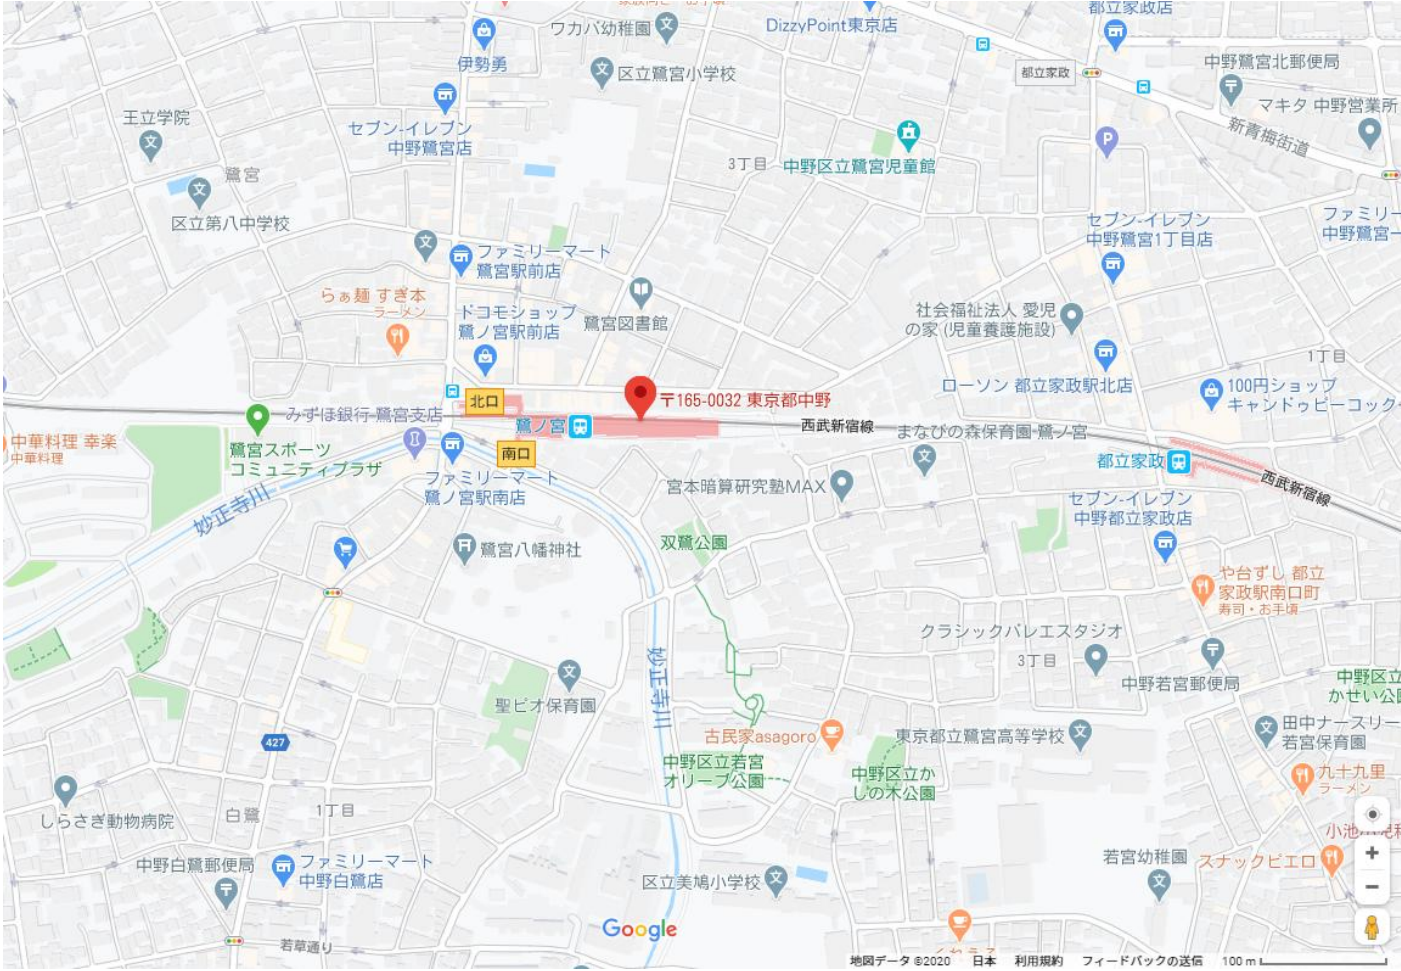 都立家政店
ワカバ幼稚園
DizzyPoint東京店
伊勢勇
区立鷺宮小学校
都立家政
中野鷺宮北郵便局
マキタ 中野営業所
新青梅街道
王立学院
セブン-イレブン
中野鷺宮店
3丁目
中野区立鷺宮児童館
P
鷺宮
区立第八中学校
セブン-イレブン
中野鷺宮1丁目店
ファミリー
中野鷺宮一
ファミリーマート
鷺宮駅前店
らぁ麺 すぎ本
ラーメン
ドコモショップ
鷺ノ宮駅前店
鷺宮図書館
社会福祉法人 愛児
の家 (児童養護施設)
1丁目
ローソン 都立家政駅北店
100円ショップ
キャンドゥピーコック
北口
〒165-0032 東京都中野
みずほ銀行 鷺宮支店
鷺ノ宮
西武新宿線
まなびの森保育園 鷺ノ宮
中華料理 幸楽
中華料理
鷺宮スポーツ
コミュニティプラザ
南口
都立家政
ファミリーマート
鷺ノ宮駅南店
宮本暗算研究塾MAX
西武新宿線
妙正寺川
セブン-イレブン
中野都立家政店
鷺宮八幡神社
双鷺公園
や台ずし 都立
家政駅南口町
寿司・お手頃
クラシックバレエスタジオ
3丁目
妙正寺川
中野若宮郵便局
中野区立
かせい公
聖ピオ保育園
427
古民家asagoro
東京都立鷺宮高等学校
田中ナースリー
若宮保育園
中野区立若宮
オリーブ公園
中野区立か
しの木公園
九十九里
ラーメン
しらさぎ動物病院
白鷺
1丁目
小池
中野白鷺郵便局
ファミリーマート
中野白鷺店
若宮幼稚園
スナックピエロ
区立美鳩小学校
Google
若草通り
地図データ ©2020 日本 利用規約 フィードバックの送信 100 m